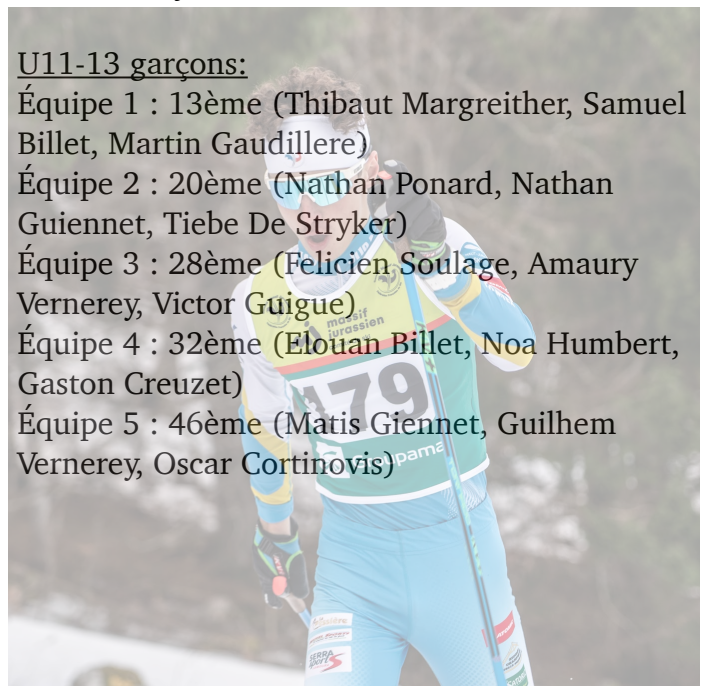 U11-13 garçons:
Équipe 1 : 13ème (Thibaut Margreither, Samuel
Billet, Martin Gaudillere)
Équipe 2 : 20ème (Nathan Ponard, Nathan
Guiennet, Tiebe De Stryker)
Équipe 3 : 28ème (Felicien Soulage, Amaury
Vernerey, Victor Guigue)
Équipe 4 : 32ème (Elouan Billet, Noa Humbert,
Gaston Creuzet)
Équipe 5 : 46ème (Matis Giennet, Guilhem
Vernerey, Oscar Cortinovis)
massif
jurassien
179
Groupama